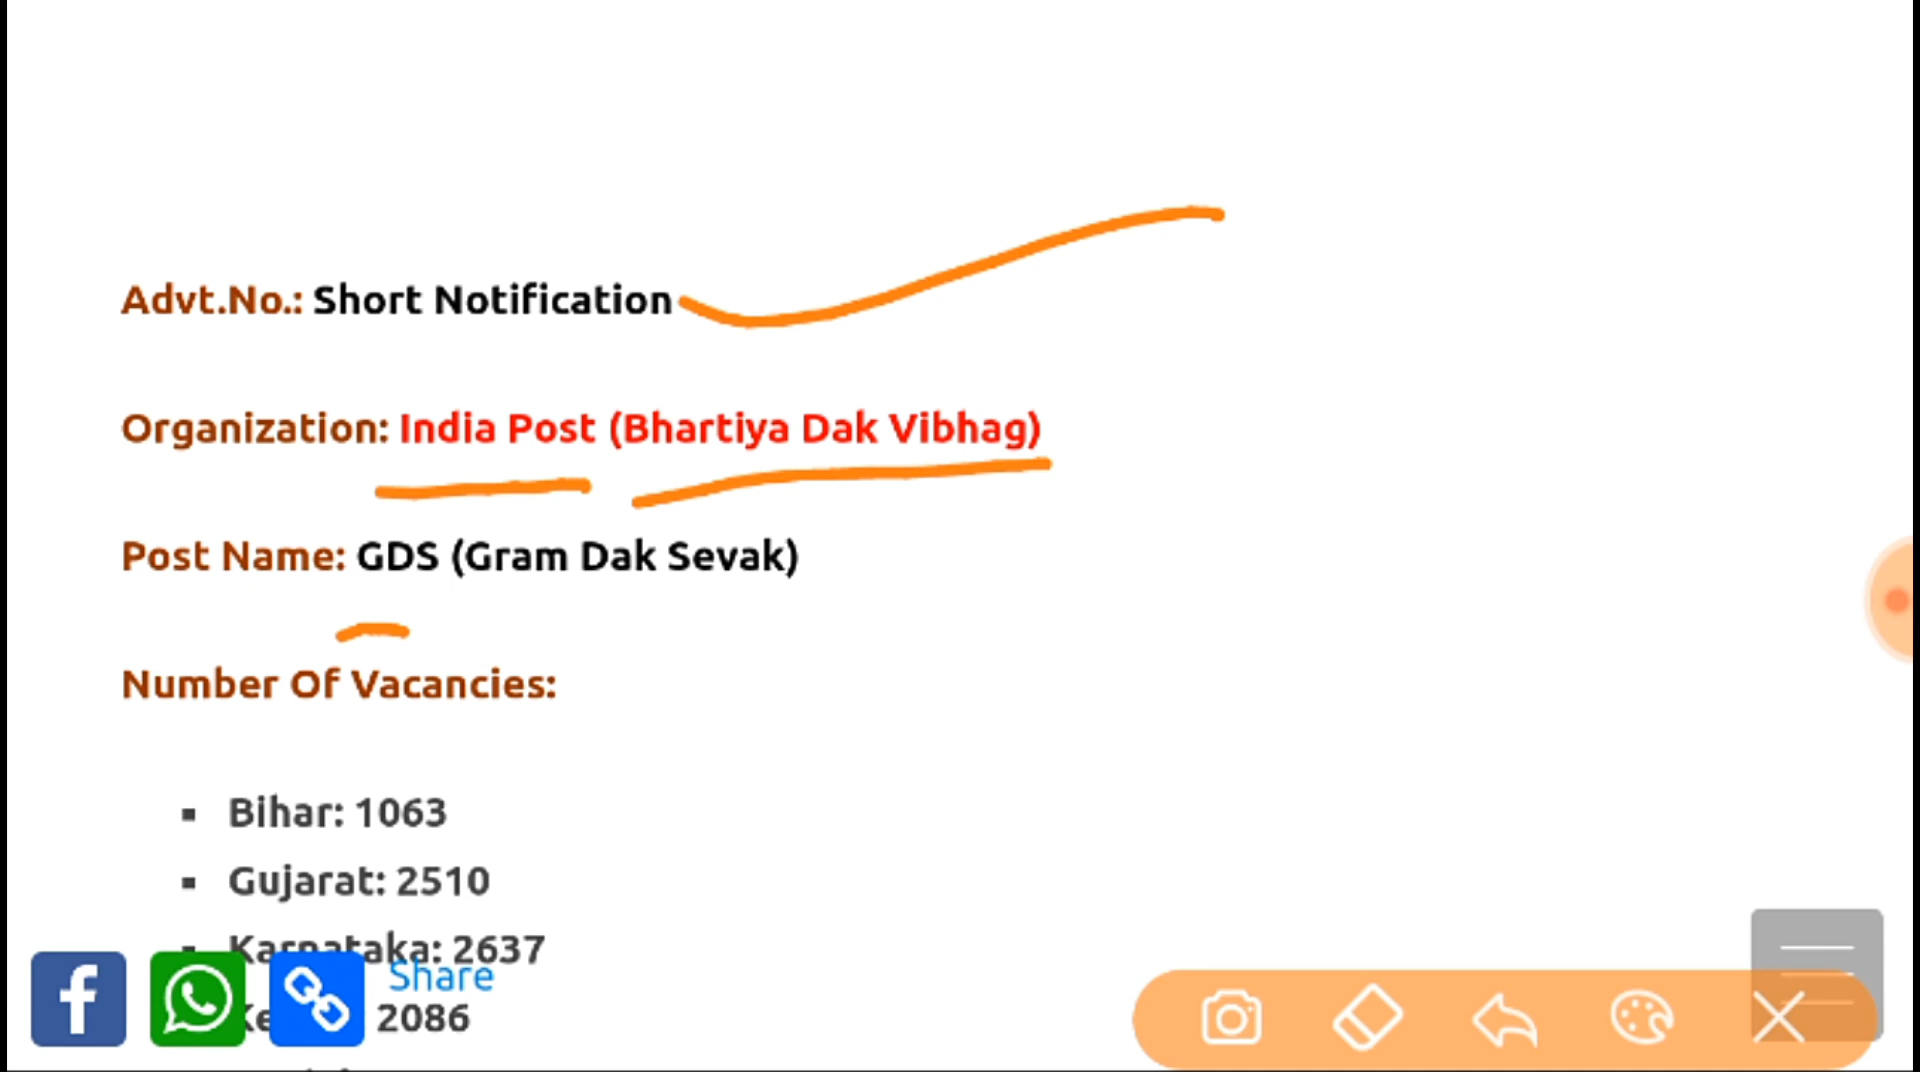 Advt.No.: Short Notification
Organization: India Post (Bhartiya Dak Vibhag)
Post Name: GDS (Gram Dak Sevak)
Number Of Vacancies:
▪ Bihar: 1063
▪ Gujarat: 2510
▪ Karnataka: 2637
Share
2086